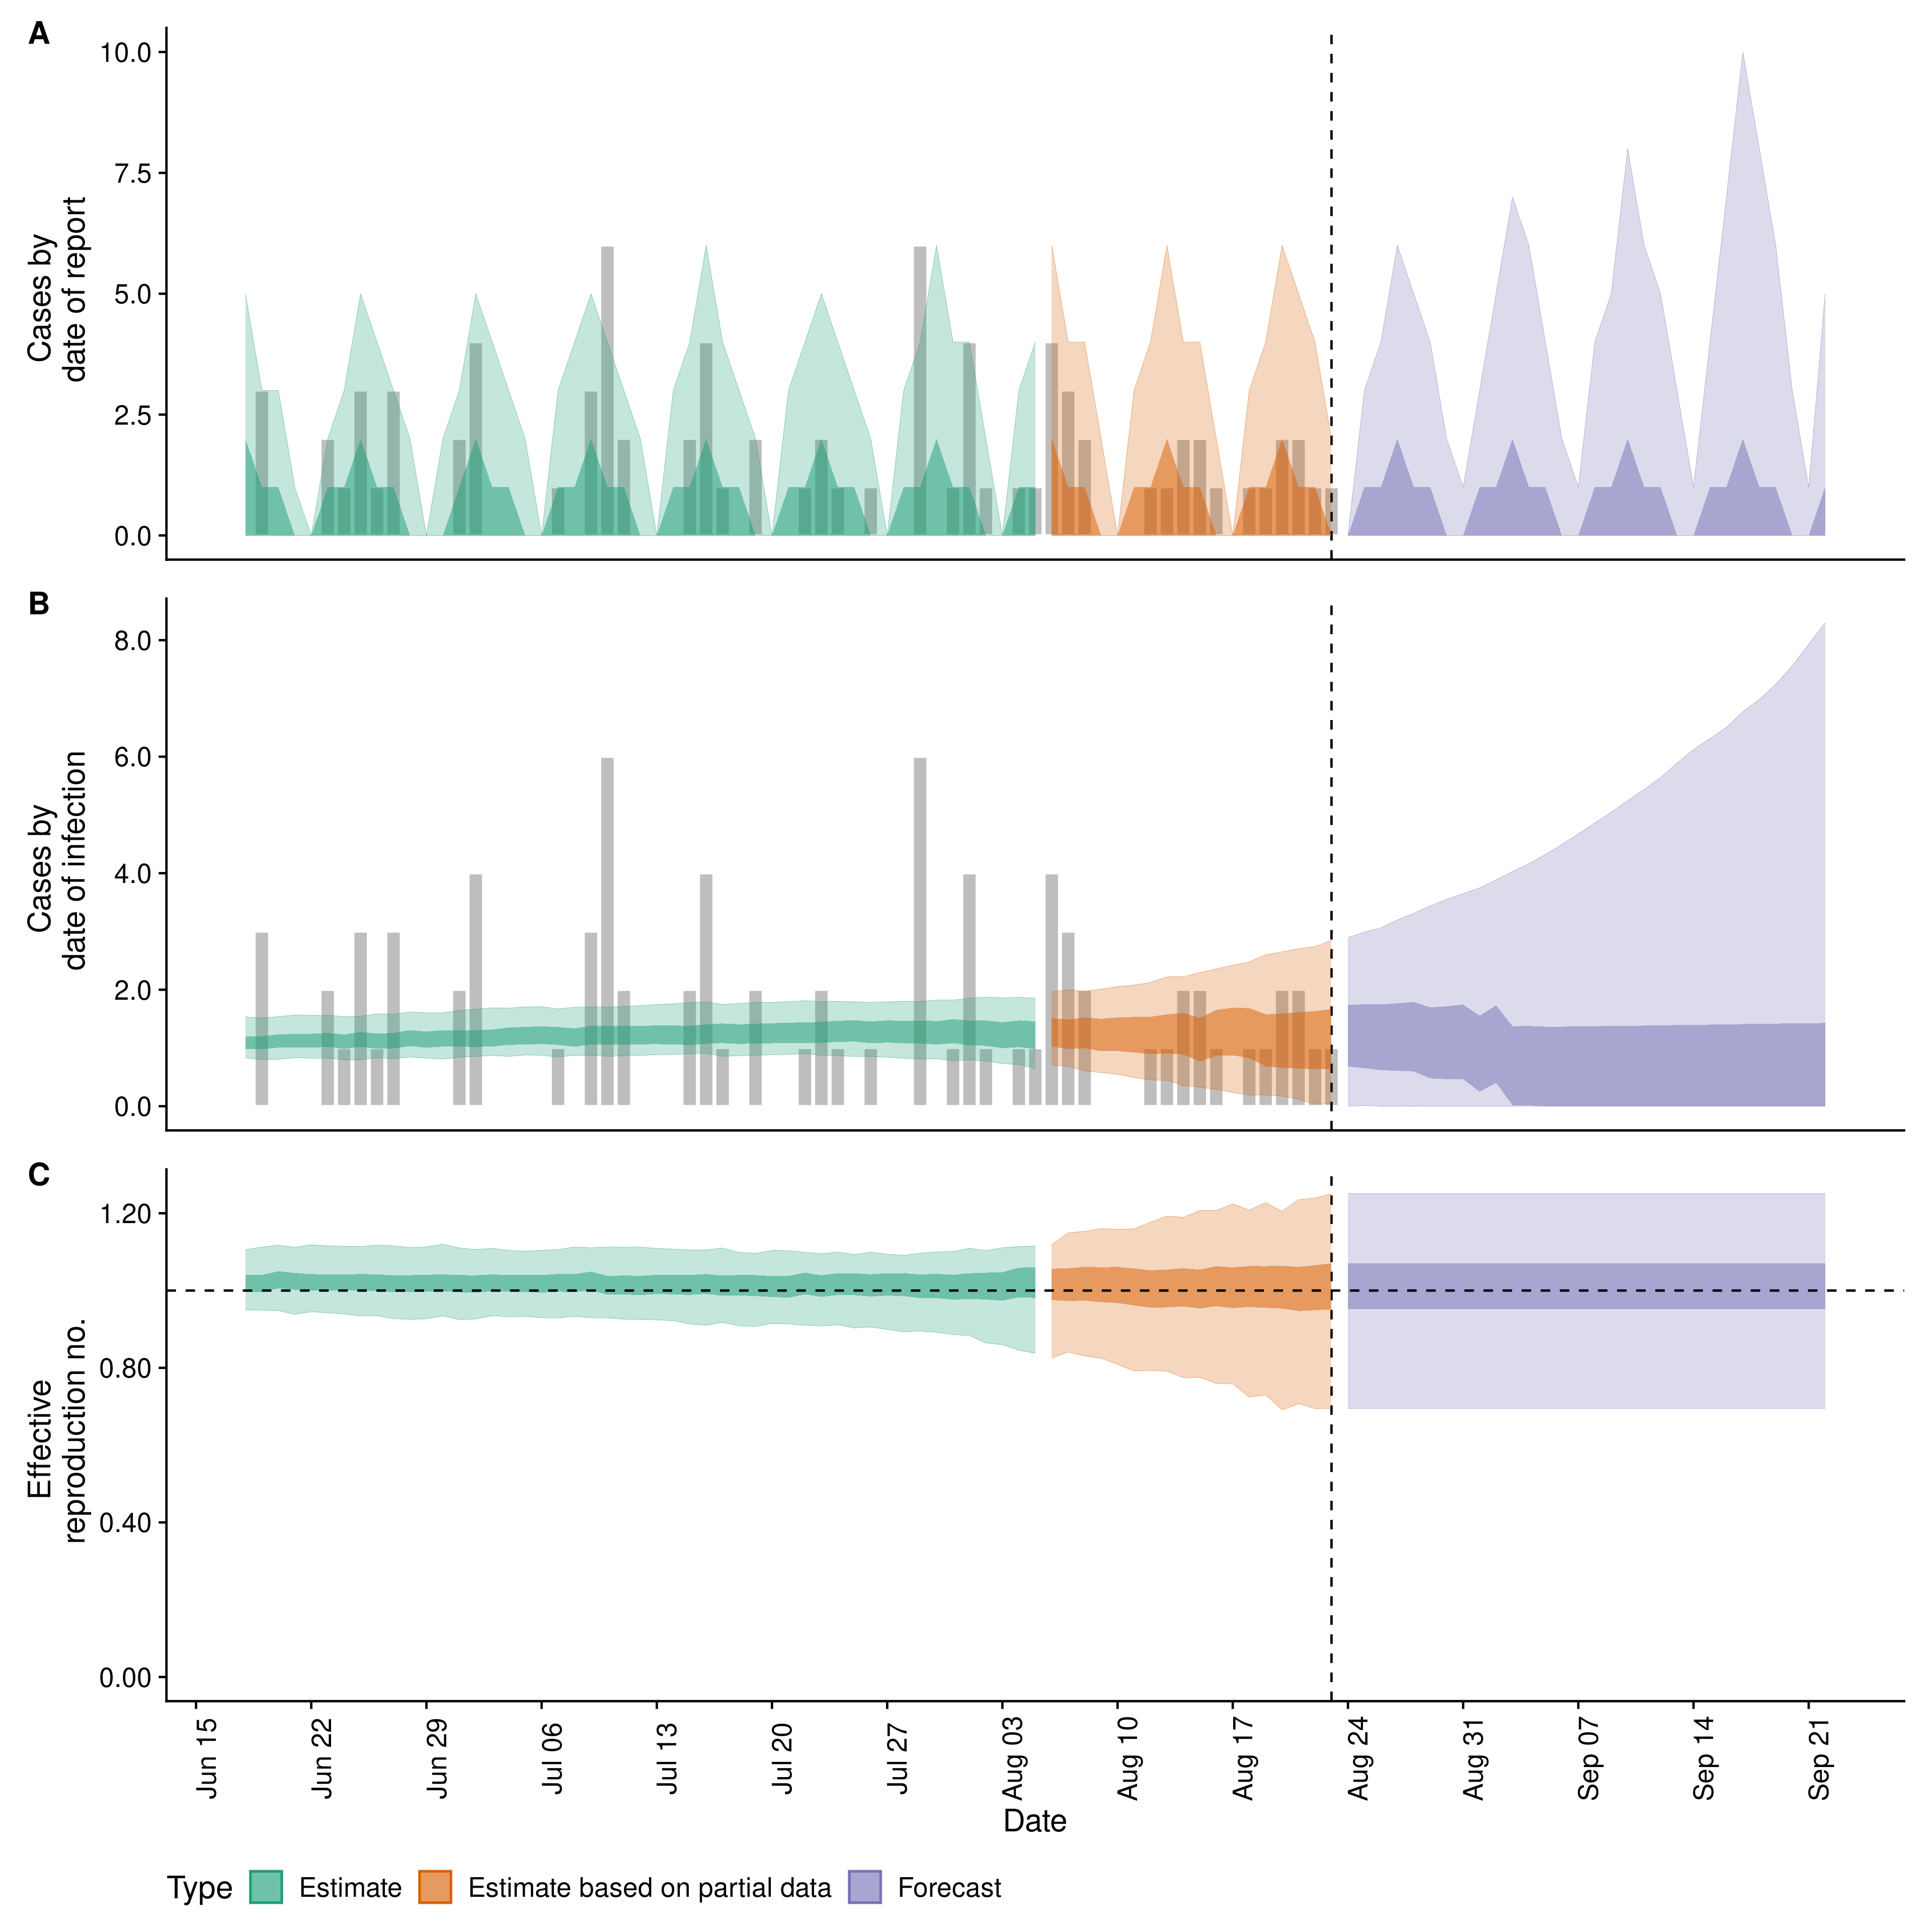 A
10.0
7.5
5.0
2.5
0.0
Cases by
date of report
B
8.0
6.0
4.0
2.0
0.0
Cases by
date of infection
C
1.20
0.80
0.40
0.00
Effective
reproduction no.
Jun 15
Jun 22
Jun 29
Jul 06
Jul 13
Jul 20
Jul 27
Aug 03
Aug 10
Aug 17
Aug 24
Aug 31
Sep 07
Sep 14
Sep 21
Date
Type Estimate Estimate based on partial data Forecast